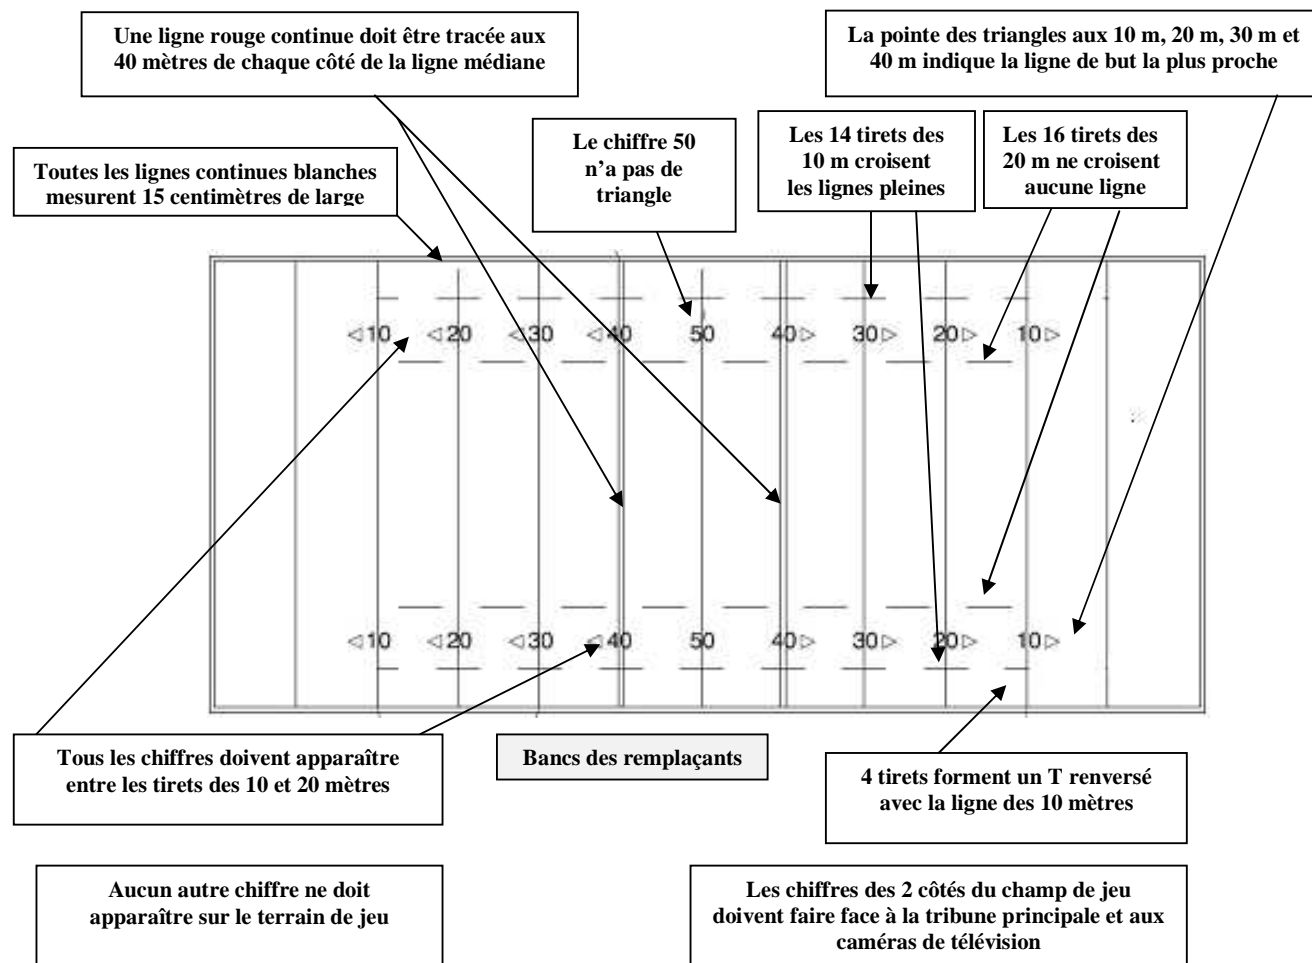 Une ligne rouge continue doit être tracée aux
40 mètres de chaque côté de la ligne médiane
La pointe des triangles aux 10 m, 20 m, 30 m et
40 m indique la ligne de but la plus proche
Toutes les lignes continues blanches
mesurent 15 centimètres de large
Le chiffre 50
n’a pas de
triangle
Les 14 tirets des
10 m croisent
les lignes pleines
Les 16 tirets des
20 m ne croisent
aucune ligne
10 20 30 40 50 40 30 20 10
10 20 30 40 50 40 30 20 10
Tous les chiffres doivent apparaître
entre les tirets des 10 et 20 mètres
Bancs des remplaçants
4 tirets forment un T renversé
avec la ligne des 10 mètres
Aucun autre chiffre ne doit
apparaître sur le terrain de jeu
Les chiffres des 2 côtés du champ de jeu
doivent faire face à la tribune principale et aux
caméras de télévision